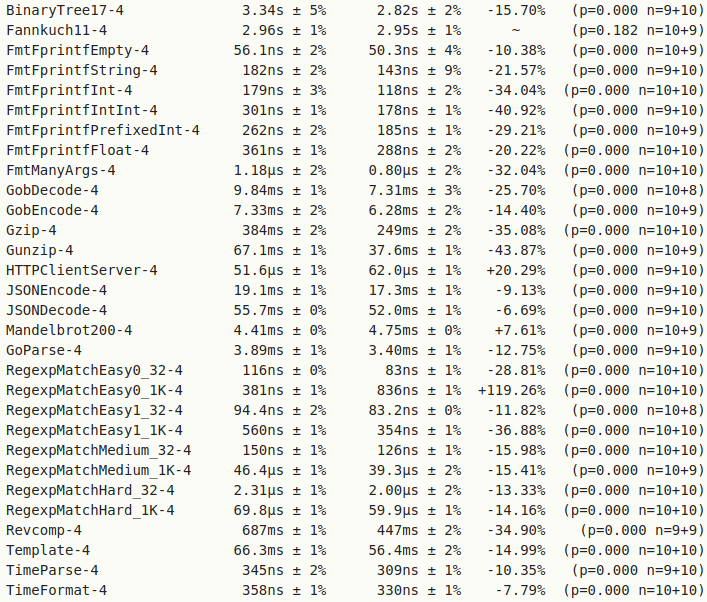 BinaryTree17-4 3.34s ± 5% 2.82s ± 2% -15.70% (p=0.000 n=9+10)
Fannkuch11-4 2.96s ± 1% 2.95s ± 1% ~ (p=0.182 n=10+9)
FmtFprintfEmpty-4 56.1ns ± 2% 50.3ns ± 4% -10.38% (p=0.000 n=9+10)
FmtFprintfString-4 182ns ± 2% 143ns ± 9% -21.57% (p=0.000 n=9+10)
FmtFprintfInt-4 179ns ± 3% 118ns ± 2% -34.04% (p=0.000 n=10+10)
FmtFprintfIntInt-4 301ns ± 1% 178ns ± 1% -40.92% (p=0.000 n=9+10)
FmtFprintfPrefixedInt-4 262ns ± 2% 185ns ± 1% -29.21% (p=0.000 n=10+9)
FmtFprintfFloat-4 361ns ± 1% 288ns ± 2% -20.22% (p=0.000 n=10+10)
FmtManyArgs-4 1.18µs ± 2% 0.80µs ± 2% -32.04% (p=0.000 n=10+10)
GobDecode-4 9.84ms ± 1% 7.31ms ± 3% -25.70% (p=0.000 n=10+8)
GobEncode-4 7.33ms ± 2% 6.28ms ± 2% -14.40% (p=0.000 n=10+9)
Gzip-4 384ms ± 2% 249ms ± 2% -35.08% (p=0.000 n=10+10)
Gunzip-4 67.1ms ± 1% 37.6ms ± 1% -43.87% (p=0.000 n=10+9)
HTTPClientServer-4 51.6µs ± 1% 62.0µs ± 1% +20.29% (p=0.000 n=9+10)
JSONEncode-4 19.1ms ± 1% 17.3ms ± 1% -9.13% (p=0.000 n=9+10)
JSONDecode-4 55.7ms ± 0% 52.0ms ± 1% -6.69% (p=0.000 n=9+10)
Mandelbrot200-4 4.41ms ± 0% 4.75ms ± 0% +7.61% (p=0.000 n=10+9)
GoParse-4 3.89ms ± 1% 3.40ms ± 1% -12.75% (p=0.000 n=9+10)
RegexpMatchEasy0_32-4 116ns ± 0% 83ns ± 1% -28.81% (p=0.000 n=10+10)
RegexpMatchEasy0_1K-4 381ns ± 1% 836ns ± 1% +119.26% (p=0.000 n=10+10)
RegexpMatchEasy1_32-4 94.4ns ± 2% 83.2ns ± 0% -11.82% (p=0.000 n=10+8)
RegexpMatchEasy1_1K-4 560ns ± 1% 354ns ± 1% -36.88% (p=0.000 n=10+10)
RegexpMatchMedium_32-4 150ns ± 1% 126ns ± 1% -15.98% (p=0.000 n=10+10)
RegexpMatchMedium_1K-4 46.4µs ± 1% 39.3µs ± 2% -15.41% (p=0.000 n=10+9)
RegexpMatchHard_32-4 2.31µs ± 1% 2.00µs ± 2% -13.33% (p=0.000 n=10+10)
RegexpMatchHard_1K-4 69.8µs ± 1% 59.9µs ± 1% -14.16% (p=0.000 n=10+10)
Revcomp-4 687ms ± 1% 447ms ± 2% -34.90% (p=0.000 n=9+9)
Template-4 66.3ms ± 1% 56.4ms ± 2% -14.99% (p=0.000 n=10+10)
TimeParse-4 345ns ± 2% 309ns ± 1% -10.35% (p=0.000 n=9+10)
TimeFormat-4 358ns ± 1% 330ns ± 1% -7.79% (p=0.000 n=10+10)